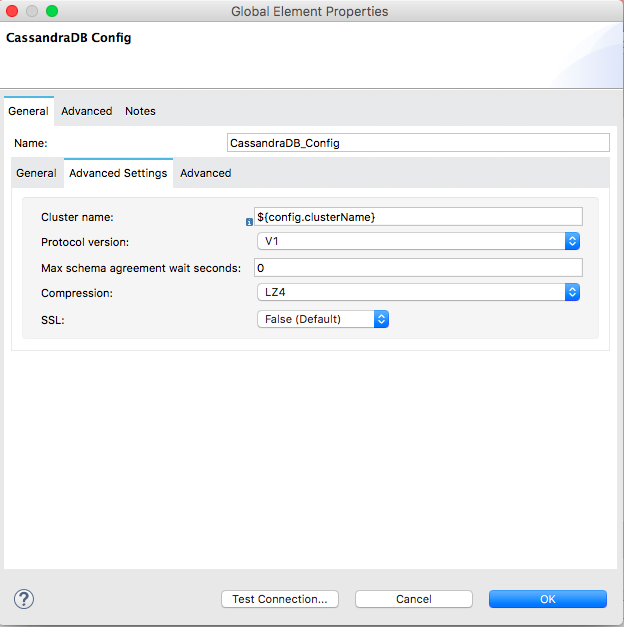 Global Element Properties
CassandraDB Config
General Advanced Notes
Name: CassandraDB_Config
General Advanced Settings Advanced
Cluster name: ${config.clusterName}
Protocol version: V1
Max schema agreement wait seconds: 0
Compression: LZ4
SSL: False (Default)
? Test Connection... Cancel OK